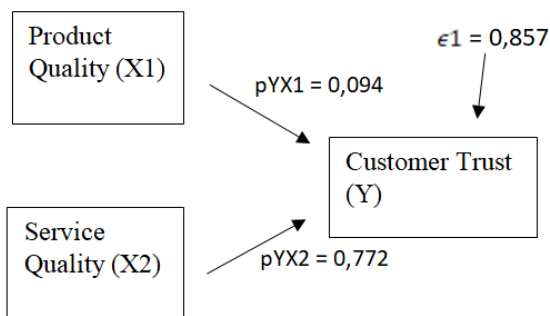 Product
Quality (X1)
ϵ1 = 0,857
pYX1 = 0,094
Customer Trust
(Y)
Service
Quality (X2)
pYX2 = 0,772